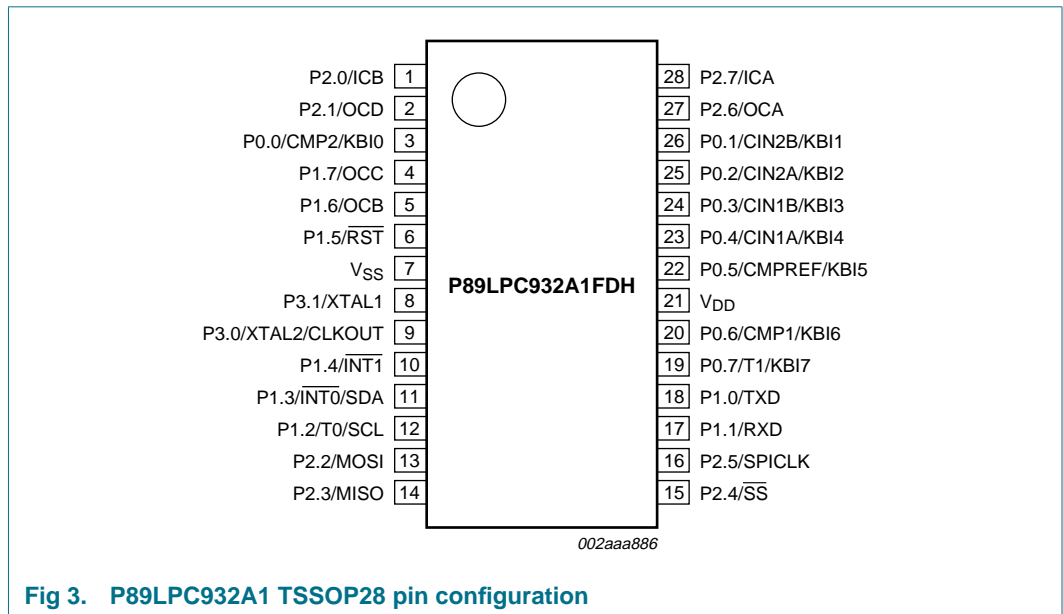 P2.0/ICB 1 28 P2.7/ICA
P2.1/OCD 2 27 P2.6/OCA
P0.0/CMP2/KBI0 3 26 P0.1/CIN2B/KBI1
P1.7/OCC 4 25 P0.2/CIN2A/KBI2
P1.6/OCB 5 24 P0.3/CIN1B/KBI3
P1.5/R̅S̅T̅ 6 23 P0.4/CIN1A/KBI4
VSS 7 22 P0.5/CMPREF/KBI5
P89LPC932A1FDH
P3.1/XTAL1 8 21 VDD
P3.0/XTAL2/CLKOUT 9 20 P0.6/CMP1/KBI6
P1.4/I̅N̅T̅1̅ 10 19 P0.7/T1/KBI7
P1.3/I̅N̅T̅0̅/SDA 11 18 P1.0/TXD
P1.2/T0/SCL 12 17 P1.1/RXD
P2.2/MOSI 13 16 P2.5/SPICLK
P2.3/MISO 14 15 P2.4/S̅S̅
002aaa886
Fig 3. P89LPC932A1 TSSOP28 pin configuration